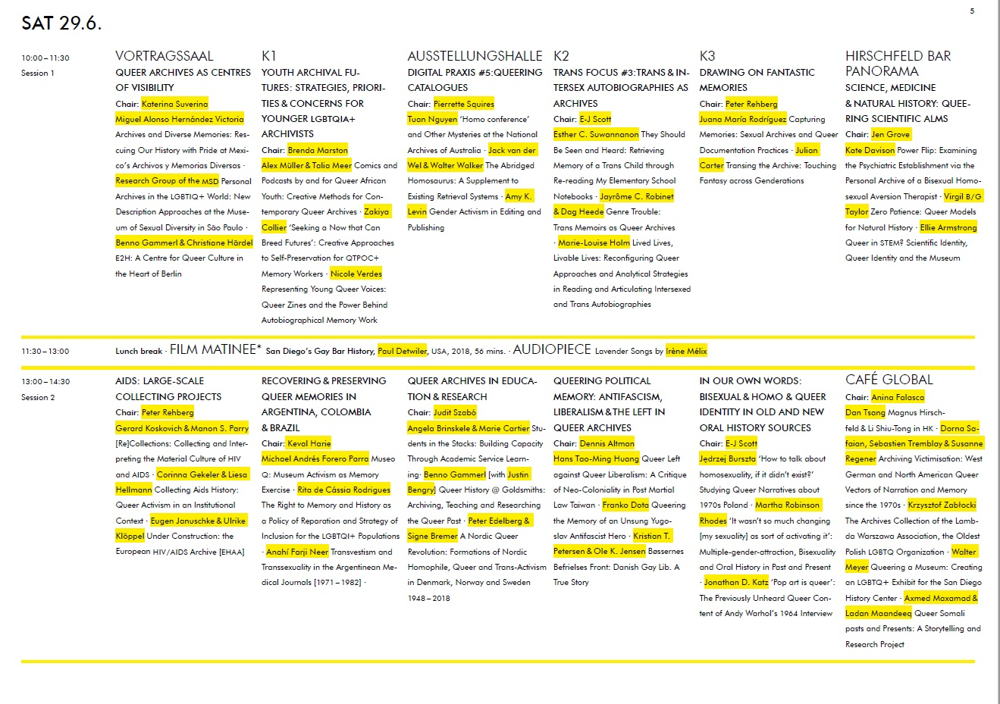 5
SAT 29.6.
10:00 – 11:30
Session 1
VORTRAGSSAAL
QUEER ARCHIVES AS CENTRES
OF VISIBILITY
Chair: Katerina Suverina
Miguel Alonso Hernández Victoria
Archives and Diverse Memories: Res-
cuing Our History with Pride at Mexi-
co’s Archivos y Memorias Diversas ·
Research Group of the MSD Personal
Archives in the LGBTIQ+ World: New
Description Approaches at the Muse-
um of Sexual Diversity in São Paulo ·
Benno Gammerl & Christiane Härdel
E2H: A Centre for Queer Culture in
the Heart of Berlin
K1
YOUTH ARCHIVAL FU-
TURES: STRATEGIES, PRIORI-
TIES & CONCERNS FOR
YOUNGER LGBTQIA+
ARCHIVISTS
Chair: Brenda Marston
Alex Müller & Talia Meer Comics and
Podcasts by and for Queer African
Youth: Creative Methods for Con-
temporary Queer Archives · Zakiya
Collier ‘Seeking a Now that Can
Breed Futures’: Creative Approaches
to Self-Preservation for QTPOC+
Memory Workers · Nicole Verdes
Representing Young Queer Voices:
Queer Zines and the Power Behind
Autobiographical Memory Work
AUSSTELLUNGSHALLE
DIGITAL PRAXIS #5:QUEERING
CATALOGUES
Chair: Pierrette Squires
Tuan Nguyen ‘Homo conference’
and Other Mysteries at the National
Archives of Australia · Jack van der
Wel & Walter Walker The Abridged
Homosaurus: A Supplement to
Existing Retrieval Systems · Amy K.
Levin Gender Activism in Editing and
Publishing
K2
TRANS FOCUS #3:TRANS & IN-
TERSEX AUTOBIOGRAPHIES AS
ARCHIVES
Chair: E-J Scott
Esther C. Suwannanon They Should
Be Seen and Heard: Retrieving
Memory of a Trans Child through
Re-reading My Elementary School
Notebooks · Jayrôme C. Robinet
& Dag Heede Genre Trouble:
Trans Memoirs as Queer Archives
· Marie-Louise Holm Lived Lives,
Livable Lives: Reconfiguring Queer
Approaches and Analytical Strategies
in Reading and Articulating Intersexed
and Trans Autobiographies
K3
DRAWING ON FANTASTIC
MEMORIES
Chair: Peter Rehberg
Juana María Rodríguez Capturing
Memories: Sexual Archives and Queer
Documentation Practices · Julian
Carter Transing the Archive: Touching
Fantasy across Genderations
HIRSCHFELD BAR
PANORAMA
SCIENCE, MEDICINE
& NATURAL HISTORY: QUEE-
RING SCIENTIFIC ALMS
Chair: Jen Grove
Kate Davison Power Flip: Examining
the Psychiatric Establishment via the
Personal Archive of a Bisexual Homo-
sexual Aversion Therapist · Virgil B/G
Taylor Zero Patience: Queer Models
for Natural History · Ellie Armstrong
Queer in STEM? Scientific Identity,
Queer Identity and the Museum
11:30 – 13:00
Lunch break · FILM MATINEE* San Diego’s Gay Bar History, Paul Detwiler, USA, 2018, 56 mins. · AUDIOPIECE Lavender Songs by Irène Mélix
13:00 – 14:30
Session 2
AIDS: LARGE-SCALE
COLLECTING PROJECTS
Chair: Peter Rehberg
Gerard Koskovich & Manon S. Parry
[Re]Collections: Collecting and Inter-
preting the Material Culture of HIV
and AIDS · Corinna Gekeler & Liesa
Hellmann Collecting Aids History:
Queer Activism in an Institutional
Context · Eugen Januschke & Ulrike
Klöppel Under Construction: the
European HIV/AIDS Archive [EHAA]
RECOVERING & PRESERVING
QUEER MEMORIES IN
ARGENTINA, COLOMBIA
& BRAZIL
Chair: Keval Harie
Michael Andrés Forero Parra Museo
Q: Museum Activism as Memory
Exercise · Rita de Cássia Rodrigues
The Right to Memory and History as
a Policy of Reparation and Strategy of
Inclusion for the LGBTQI+ Populations
· Anahí Farji Neer Transvestism and
Transsexuality in the Argentinean Me-
dical Journals [1971 – 1982] ·
QUEER ARCHIVES IN EDUCA-
TION & RESEARCH
Chair: Judit Szabó
Angela Brinskele & Marie Cartier Stu-
dents in the Stacks: Building Capacity
Through Academic Service Learn-
ing· Benno Gammerl [with Justin
Bengry] Queer History @ Goldsmiths:
Archiving, Teaching and Researching
the Queer Past · Peter Edelberg &
Signe Bremer A Nordic Queer
Revolution: Formations of Nordic
Homophile, Queer and Trans-Activism
in Denmark, Norway and Sweden
1948 – 2018
QUEERING POLITICAL
MEMORY: ANTIFASCISM,
LIBERALISM & THE LEFT IN
QUEER ARCHIVES
Chair: Dennis Altman
Hans Tao-Ming Huang Queer Left
against Queer Liberalism: A Critique
of Neo-Coloniality in Post Martial
Law Taiwan · Franko Dota Queering
the Memory of an Unsung Yugo-
slav Antifascist Hero · Kristian T.
Petersen & Ole K. Jensen Bøssernes
Befrielses Front: Danish Gay Lib. A
True Story
IN OUR OWN WORDS:
BISEXUAL & HOMO & QUEER
IDENTITY IN OLD AND NEW
ORAL HISTORY SOURCES
Chair: E-J Scott
Jędrzej Burszta ‘How to talk about
homosexuality, if it didn’t exist?’
Studying Queer Narratives about
1970s Poland · Martha Robinson
Rhodes ‘It wasn’t so much changing
[my sexuality] as sort of activating it’:
Multiple-gender-attraction, Bisexuality
and Oral History in Past and Present
· Jonathan D. Katz ‘Pop art is queer’:
The Previously Unheard Queer Con-
tent of Andy Warhol’s 1964 Interview
CAFÉ GLOBAL
Chair: Anina Falasca
Dan Tsang Magnus Hirsch-
feld & Li Shiu-Tong in HK · Dorna Sa-
faian, Sebastien Tremblay & Susanne
Regener Archiving Victimisation: West
German and North American Queer
Vectors of Narration and Memory
since the 1970s · Krzysztof Zabłocki
The Archives Collection of the Lamb-
da Warszawa Association, the Oldest
Polish LGBTQ Organization · Walter
Meyer Queering a Museum: Creating
an LGBTQ+ Exhibit for the San Diego
History Center · Axmed Maxamad &
Ladan Maandeeq Queer Somali
pasts and Presents: A Storytelling and
Research Project